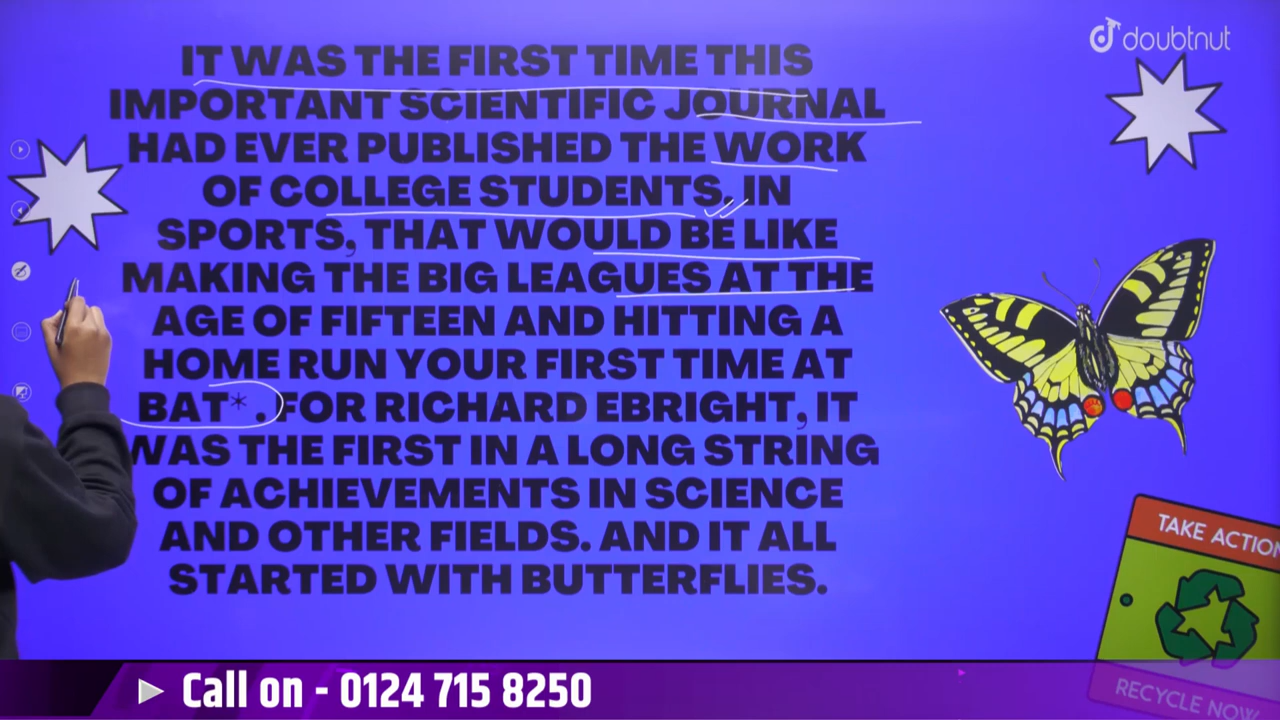 doubtnut
IT WAS THE FIRST TIME THIS
IMPORTANT SCIENTIFIC JOURNAL
HAD EVER PUBLISHED THE WORK
OF COLLEGE STUDENTS. IN
SPORTS, THAT WOULD BE LIKE
MAKING THE BIG LEAGUES AT THE
AGE OF FIFTEEN AND HITTING A
HOME RUN YOUR FIRST TIME AT
BAT* . FOR RICHARD EBRIGHT, IT
WAS THE FIRST IN A LONG STRING
OF ACHIEVEMENTS IN SCIENCE
AND OTHER FIELDS. AND IT ALL
STARTED WITH BUTTERFLIES.
TAKE ACTION
RECYCLE NOW
Call on - 0124 715 8250